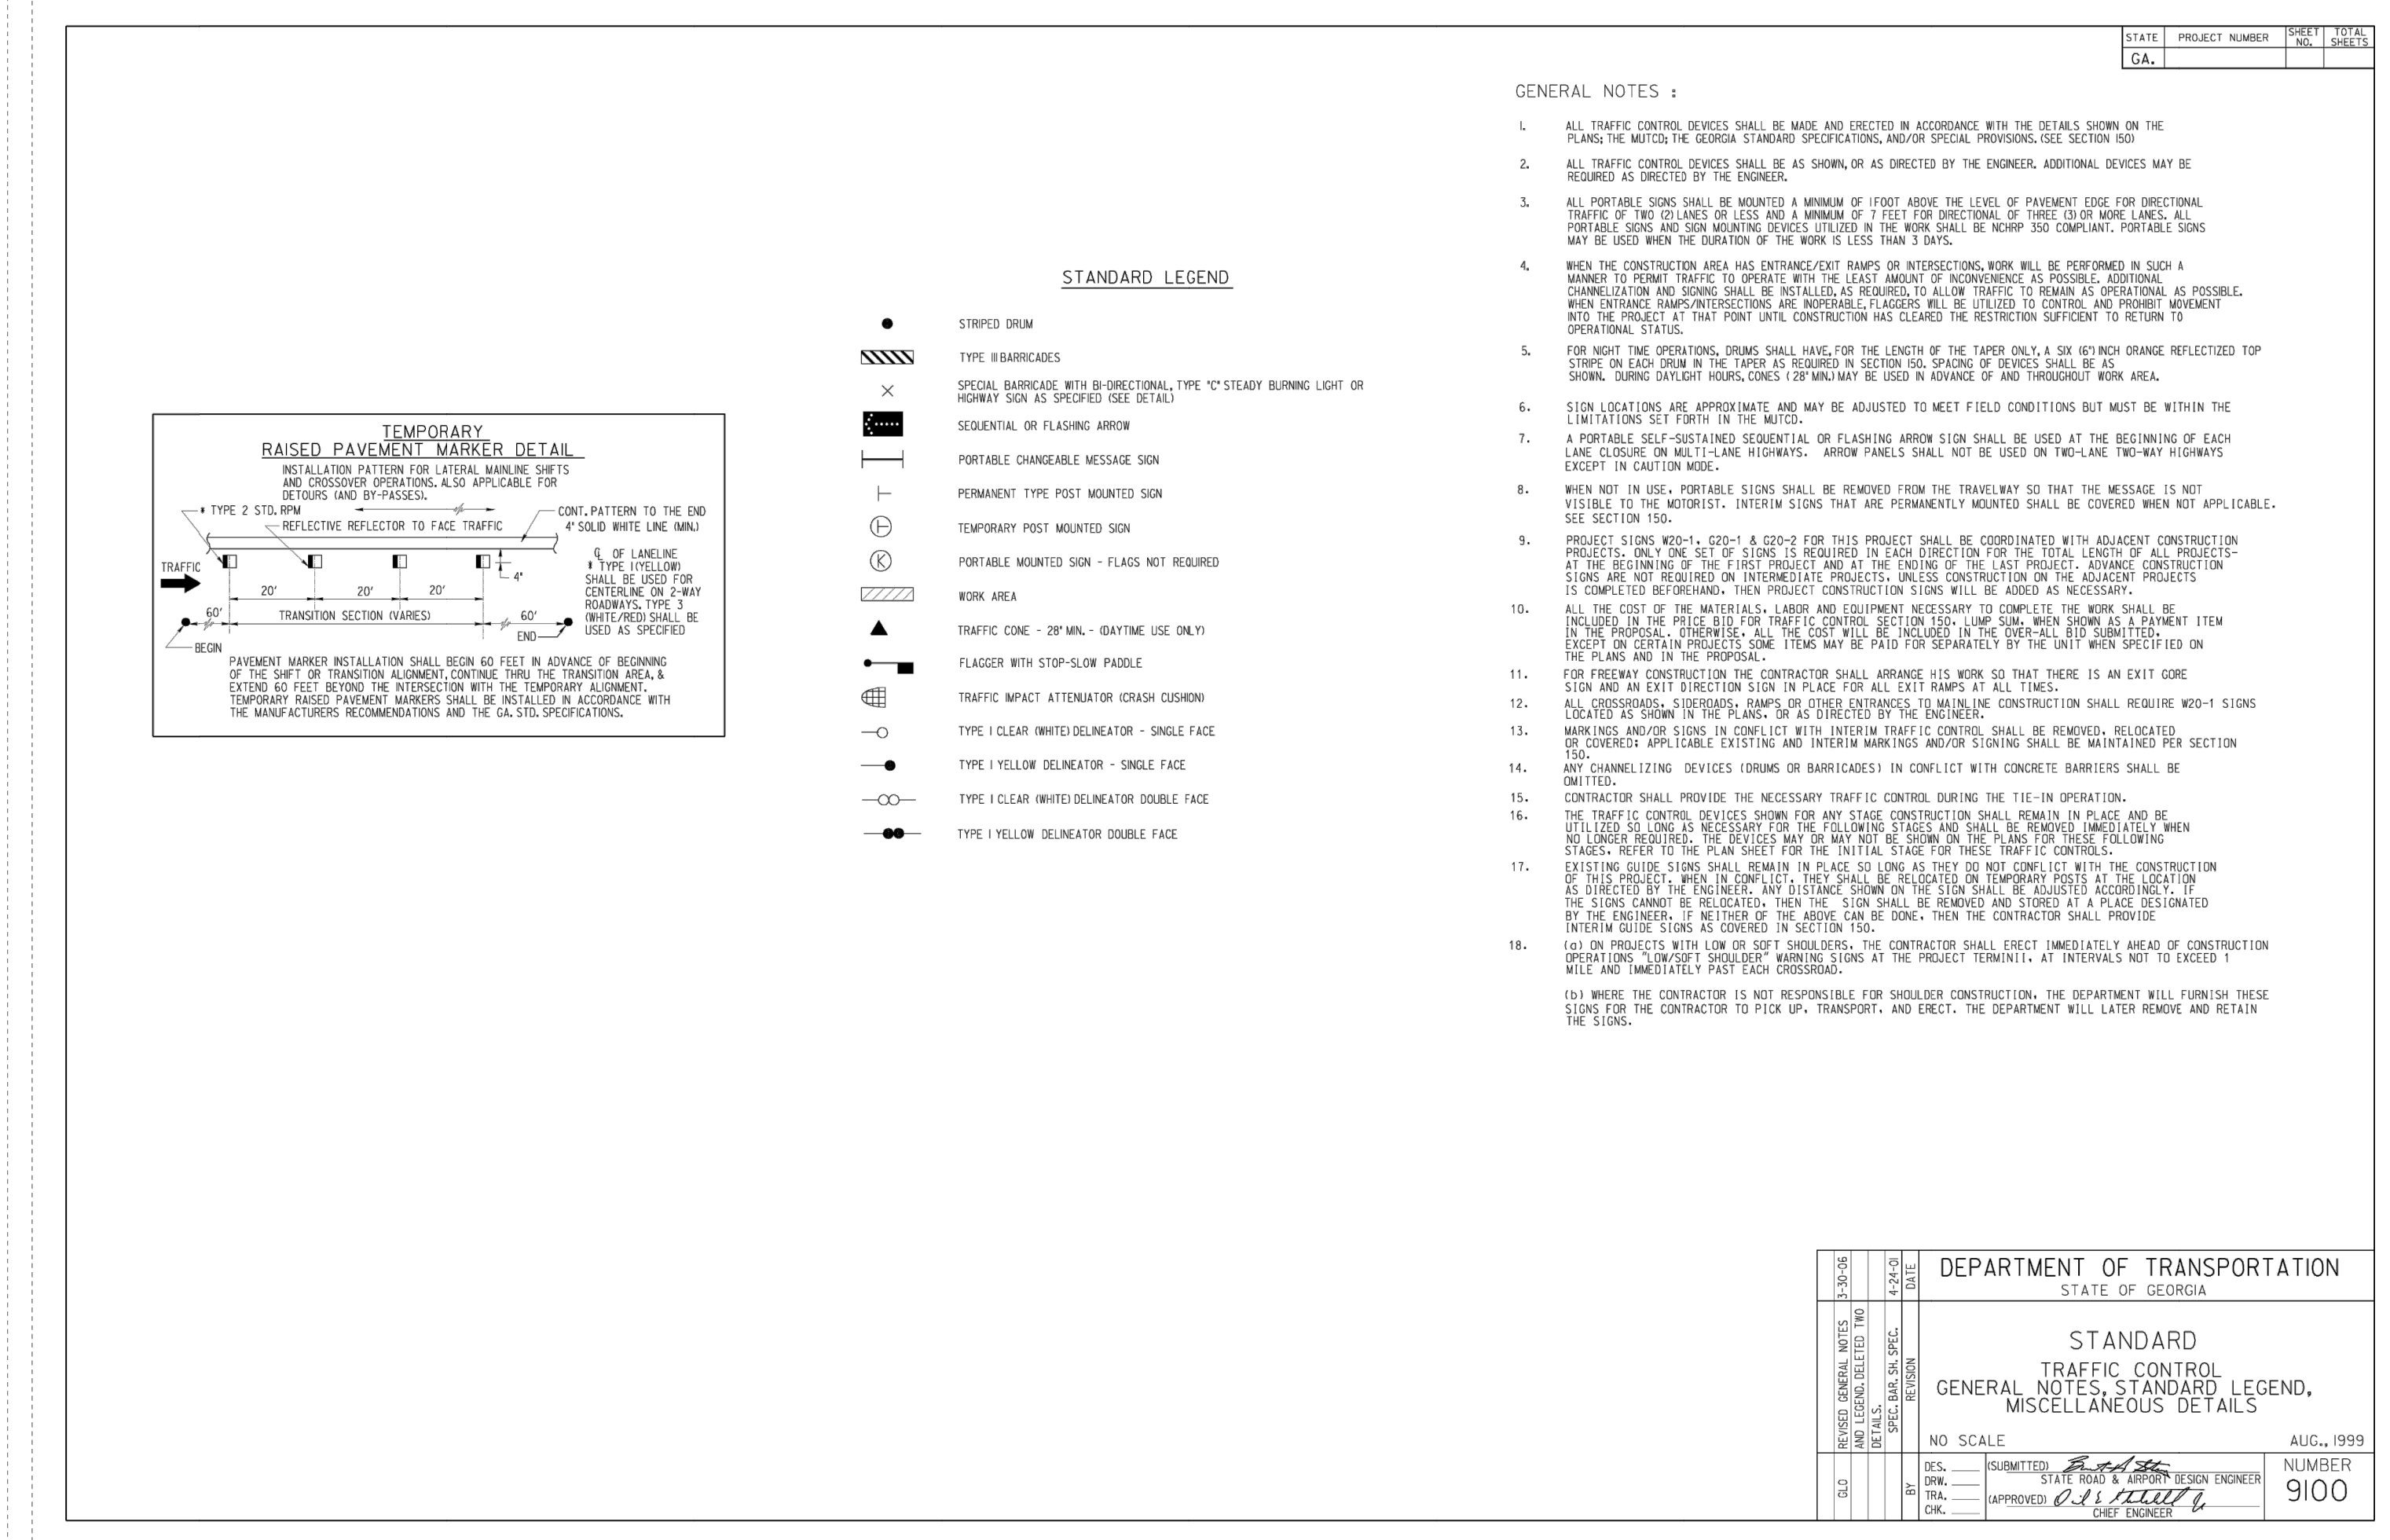 STATE
PROJECT NUMBER
SHEET NO.
TOTAL SHEETS
GA.
GENERAL NOTES :
1. ALL TRAFFIC CONTROL DEVICES SHALL BE MADE AND ERECTED IN ACCORDANCE WITH THE DETAILS SHOWN ON THE
PLANS; THE MUTCD; THE GEORGIA STANDARD SPECIFICATIONS, AND/OR SPECIAL PROVISIONS. (SEE SECTION 150)
2. ALL TRAFFIC CONTROL DEVICES SHALL BE AS SHOWN, OR AS DIRECTED BY THE ENGINEER. ADDITIONAL DEVICES MAY BE
REQUIRED AS DIRECTED BY THE ENGINEER.
3. ALL PORTABLE SIGNS SHALL BE MOUNTED A MINIMUM OF 1 FOOT ABOVE THE LEVEL OF PAVEMENT EDGE FOR DIRECTIONAL
TRAFFIC OF TWO (2) LANES OR LESS AND A MINIMUM OF 7 FEET FOR DIRECTIONAL OF THREE (3) OR MORE LANES. ALL
PORTABLE SIGNS AND SIGN MOUNTING DEVICES UTILIZED IN THE WORK SHALL BE NCHRP 350 COMPLIANT. PORTABLE SIGNS
MAY BE USED WHEN THE DURATION OF THE WORK IS LESS THAN 3 DAYS.
4. WHEN THE CONSTRUCTION AREA HAS ENTRANCE/EXIT RAMPS OR INTERSECTIONS, WORK WILL BE PERFORMED IN SUCH A
MANNER TO PERMIT TRAFFIC TO OPERATE WITH THE LEAST AMOUNT OF INCONVENIENCE AS POSSIBLE. ADDITIONAL
CHANNELIZATION AND SIGNING SHALL BE INSTALLED, AS REQUIRED, TO ALLOW TRAFFIC TO REMAIN AS OPERATIONAL AS POSSIBLE.
WHEN ENTRANCE RAMPS/INTERSECTIONS ARE INOPERABLE, FLAGGERS WILL BE UTILIZED TO CONTROL AND PROHIBIT MOVEMENT
INTO THE PROJECT AT THAT POINT UNTIL CONSTRUCTION HAS CLEARED THE RESTRICTION SUFFICIENT TO RETURN TO
OPERATIONAL STATUS.
5. FOR NIGHT TIME OPERATIONS, DRUMS SHALL HAVE, FOR THE LENGTH OF THE TAPER ONLY, A SIX (6") INCH ORANGE REFLECTIZED TOP
STRIPE ON EACH DRUM IN THE TAPER AS REQUIRED IN SECTION 150. SPACING OF DEVICES SHALL BE AS
SHOWN. DURING DAYLIGHT HOURS, CONES ( 28" MIN.) MAY BE USED IN ADVANCE OF AND THROUGHOUT WORK AREA.
6. SIGN LOCATIONS ARE APPROXIMATE AND MAY BE ADJUSTED TO MEET FIELD CONDITIONS BUT MUST BE WITHIN THE
LIMITATIONS SET FORTH IN THE MUTCD.
7. A PORTABLE SELF-SUSTAINED SEQUENTIAL OR FLASHING ARROW SIGN SHALL BE USED AT THE BEGINNING OF EACH
LANE CLOSURE ON MULTI-LANE HIGHWAYS. ARROW PANELS SHALL NOT BE USED ON TWO-LANE TWO-WAY HIGHWAYS
EXCEPT IN CAUTION MODE.
8. WHEN NOT IN USE, PORTABLE SIGNS SHALL BE REMOVED FROM THE TRAVELWAY SO THAT THE MESSAGE IS NOT
VISIBLE TO THE MOTORIST. INTERIM SIGNS THAT ARE PERMANENTLY MOUNTED SHALL BE COVERED WHEN NOT APPLICABLE.
SEE SECTION 150.
9. PROJECT SIGNS W20-1, G20-1 & G20-2 FOR THIS PROJECT SHALL BE COORDINATED WITH ADJACENT CONSTRUCTION
PROJECTS. ONLY ONE SET OF SIGNS IS REQUIRED IN EACH DIRECTION FOR THE TOTAL LENGTH OF ALL PROJECTS-
AT THE BEGINNING OF THE FIRST PROJECT AND AT THE ENDING OF THE LAST PROJECT. ADVANCE CONSTRUCTION
SIGNS ARE NOT REQUIRED ON INTERMEDIATE PROJECTS, UNLESS CONSTRUCTION ON THE ADJACENT PROJECTS
IS COMPLETED BEFOREHAND, THEN PROJECT CONSTRUCTION SIGNS WILL BE ADDED AS NECESSARY.
10. ALL THE COST OF THE MATERIALS, LABOR AND EQUIPMENT NECESSARY TO COMPLETE THE WORK SHALL BE
INCLUDED IN THE PRICE BID FOR TRAFFIC CONTROL SECTION 150, LUMP SUM, WHEN SHOWN AS A PAYMENT ITEM
IN THE PROPOSAL. OTHERWISE, ALL THE COST WILL BE INCLUDED IN THE OVER-ALL BID SUBMITTED,
EXCEPT ON CERTAIN PROJECTS SOME ITEMS MAY BE PAID FOR SEPARATELY BY THE UNIT WHEN SPECIFIED ON
THE PLANS AND IN THE PROPOSAL.
11. FOR FREEWAY CONSTRUCTION THE CONTRACTOR SHALL ARRANGE HIS WORK SO THAT THERE IS AN EXIT GORE
SIGN AND AN EXIT DIRECTION SIGN IN PLACE FOR ALL EXIT RAMPS AT ALL TIMES.
12. ALL CROSSROADS, SIDEROADS, RAMPS OR OTHER ENTRANCES TO MAINLINE CONSTRUCTION SHALL REQUIRE W20-1 SIGNS
LOCATED AS SHOWN IN THE PLANS, OR AS DIRECTED BY THE ENGINEER.
13. MARKINGS AND/OR SIGNS IN CONFLICT WITH INTERIM TRAFFIC CONTROL SHALL BE REMOVED, RELOCATED
OR COVERED; APPLICABLE EXISTING AND INTERIM MARKINGS AND/OR SIGNING SHALL BE MAINTAINED PER SECTION
150.
14. ANY CHANNELIZING DEVICES (DRUMS OR BARRICADES) IN CONFLICT WITH CONCRETE BARRIERS SHALL BE
OMITTED.
15. CONTRACTOR SHALL PROVIDE THE NECESSARY TRAFFIC CONTROL DURING THE TIE-IN OPERATION.
16. THE TRAFFIC CONTROL DEVICES SHOWN FOR ANY STAGE CONSTRUCTION SHALL REMAIN IN PLACE AND BE
UTILIZED SO LONG AS NECESSARY FOR THE FOLLOWING STAGES AND SHALL BE REMOVED IMMEDIATELY WHEN
NO LONGER REQUIRED. THE DEVICES MAY OR MAY NOT BE SHOWN ON THE PLANS FOR THESE FOLLOWING
STAGES, REFER TO THE PLAN SHEET FOR THE INITIAL STAGE FOR THESE TRAFFIC CONTROLS.
17. EXISTING GUIDE SIGNS SHALL REMAIN IN PLACE SO LONG AS THEY DO NOT CONFLICT WITH THE CONSTRUCTION
OF THIS PROJECT. WHEN IN CONFLICT, THEY SHALL BE RELOCATED ON TEMPORARY POSTS AT THE LOCATION
AS DIRECTED BY THE ENGINEER. ANY DISTANCE SHOWN ON THE SIGN SHALL BE ADJUSTED ACCORDINGLY. IF
THE SIGNS CANNOT BE RELOCATED, THEN THE SIGN SHALL BE REMOVED AND STORED AT A PLACE DESIGNATED
BY THE ENGINEER, IF NEITHER OF THE ABOVE CAN BE DONE, THEN THE CONTRACTOR SHALL PROVIDE
INTERIM GUIDE SIGNS AS COVERED IN SECTION 150.
18. (a) ON PROJECTS WITH LOW OR SOFT SHOULDERS, THE CONTRACTOR SHALL ERECT IMMEDIATELY AHEAD OF CONSTRUCTION
OPERATIONS "LOW/SOFT SHOULDER" WARNING SIGNS AT THE PROJECT TERMINII, AT INTERVALS NOT TO EXCEED 1
MILE AND IMMEDIATELY PAST EACH CROSSROAD.
(b) WHERE THE CONTRACTOR IS NOT RESPONSIBLE FOR SHOULDER CONSTRUCTION, THE DEPARTMENT WILL FURNISH THESE
SIGNS FOR THE CONTRACTOR TO PICK UP, TRANSPORT, AND ERECT. THE DEPARTMENT WILL LATER REMOVE AND RETAIN
THE SIGNS.
STANDARD LEGEND
STRIPED DRUM
TYPE III BARRICADES
SPECIAL BARRICADE WITH BI-DIRECTIONAL, TYPE "C" STEADY BURNING LIGHT OR
HIGHWAY SIGN AS SPECIFIED (SEE DETAIL)
SEQUENTIAL OR FLASHING ARROW
PORTABLE CHANGEABLE MESSAGE SIGN
PERMANENT TYPE POST MOUNTED SIGN
TEMPORARY POST MOUNTED SIGN
K PORTABLE MOUNTED SIGN - FLAGS NOT REQUIRED
WORK AREA
TRAFFIC CONE - 28" MIN. - (DAYTIME USE ONLY)
FLAGGER WITH STOP-SLOW PADDLE
TRAFFIC IMPACT ATTENUATOR (CRASH CUSHION)
TYPE I CLEAR (WHITE) DELINEATOR - SINGLE FACE
TYPE I YELLOW DELINEATOR - SINGLE FACE
TYPE I CLEAR (WHITE) DELINEATOR DOUBLE FACE
TYPE I YELLOW DELINEATOR DOUBLE FACE
TEMPORARY
RAISED PAVEMENT MARKER DETAIL
INSTALLATION PATTERN FOR LATERAL MAINLINE SHIFTS
AND CROSSOVER OPERATIONS. ALSO APPLICABLE FOR
DETOURS (AND BY-PASSES).
* TYPE 2 STD. RPM
CONT. PATTERN TO THE END
REFLECTIVE REFLECTOR TO FACE TRAFFIC
4" SOLID WHITE LINE (MIN.)
TRAFFIC
4"
℄ OF LANELINE
* TYPE I (YELLOW)
SHALL BE USED FOR
CENTERLINE ON 2-WAY
ROADWAYS. TYPE 3
(WHITE/RED) SHALL BE
USED AS SPECIFIED
20'
20'
20'
60'
TRANSITION SECTION (VARIES)
60'
END
BEGIN
PAVEMENT MARKER INSTALLATION SHALL BEGIN 60 FEET IN ADVANCE OF BEGINNING
OF THE SHIFT OR TRANSITION ALIGNMENT, CONTINUE THRU THE TRANSITION AREA, &
EXTEND 60 FEET BEYOND THE INTERSECTION WITH THE TEMPORARY ALIGNMENT.
TEMPORARY RAISED PAVEMENT MARKERS SHALL BE INSTALLED IN ACCORDANCE WITH
THE MANUFACTURERS RECOMMENDATIONS AND THE GA. STD. SPECIFICATIONS.
3-30-06
4-24-01
DATE
REVISED GENERAL NOTES
AND LEGEND. DELETED TWO
DETAILS.
SPEC. BAR. SH. SPEC.
REVISION
GLO
BY
DEPARTMENT OF TRANSPORTATION
STATE OF GEORGIA
STANDARD
TRAFFIC CONTROL
GENERAL NOTES, STANDARD LEGEND,
MISCELLANEOUS DETAILS
NO SCALE
AUG., 1999
DES.
DRW.
TRA.
CHK.
(SUBMITTED)
STATE ROAD & AIRPORT DESIGN ENGINEER
(APPROVED)
CHIEF ENGINEER
NUMBER
9100